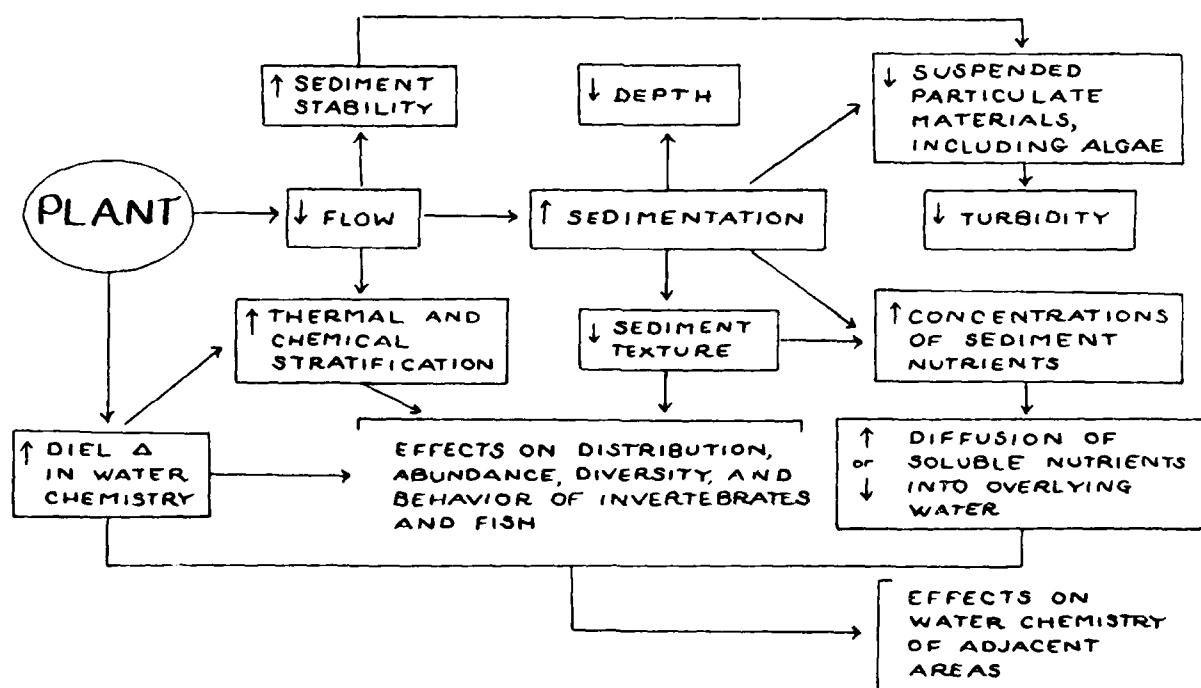 ↑ SEDIMENT
STABILITY
↓ DEPTH
↓ SUSPENDED
PARTICULATE
MATERIALS,
INCLUDING ALGAE
PLANT
↓ FLOW
↑ SEDIMENTATION
↓ TURBIDITY
↑ THERMAL AND
CHEMICAL
STRATIFICATION
↓ SEDIMENT
TEXTURE
↑ CONCENTRATIONS
OF SEDIMENT
NUTRIENTS
↑ DIEL Δ
IN WATER
CHEMISTRY
EFFECTS ON DISTRIBUTION,
ABUNDANCE, DIVERSITY, AND
BEHAVIOR OF INVERTEBRATES
AND FISH
↑ DIFFUSION OF
or SOLUBLE NUTRIENTS
↓ INTO OVERLYING
WATER
EFFECTS ON
WATER CHEMISTRY
OF ADJACENT
AREAS